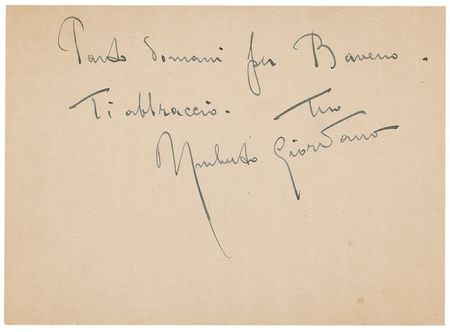 Parto domani per Baveno.
Ti abbraccio. Tuo
Umberto Giordano